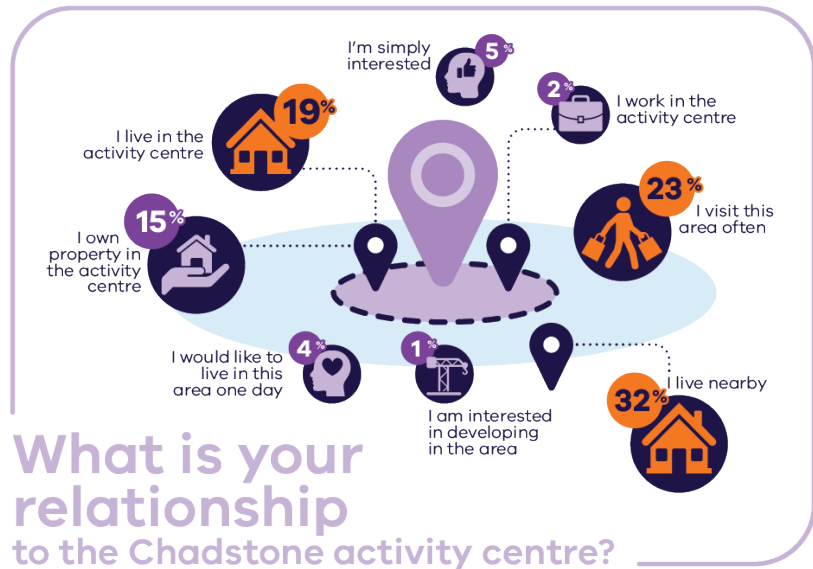 I'm simply
interested
5%
2%
I work in the
activity centre
19%
I live in the
activity centre
23%
I visit this
area often
15%
I own
property in
the activity
centre
4%
I would like to
live in this
area one day
1%
I am interested
in developing
in the area
32%
I live nearby
What is your
relationship
to the Chadstone activity centre?